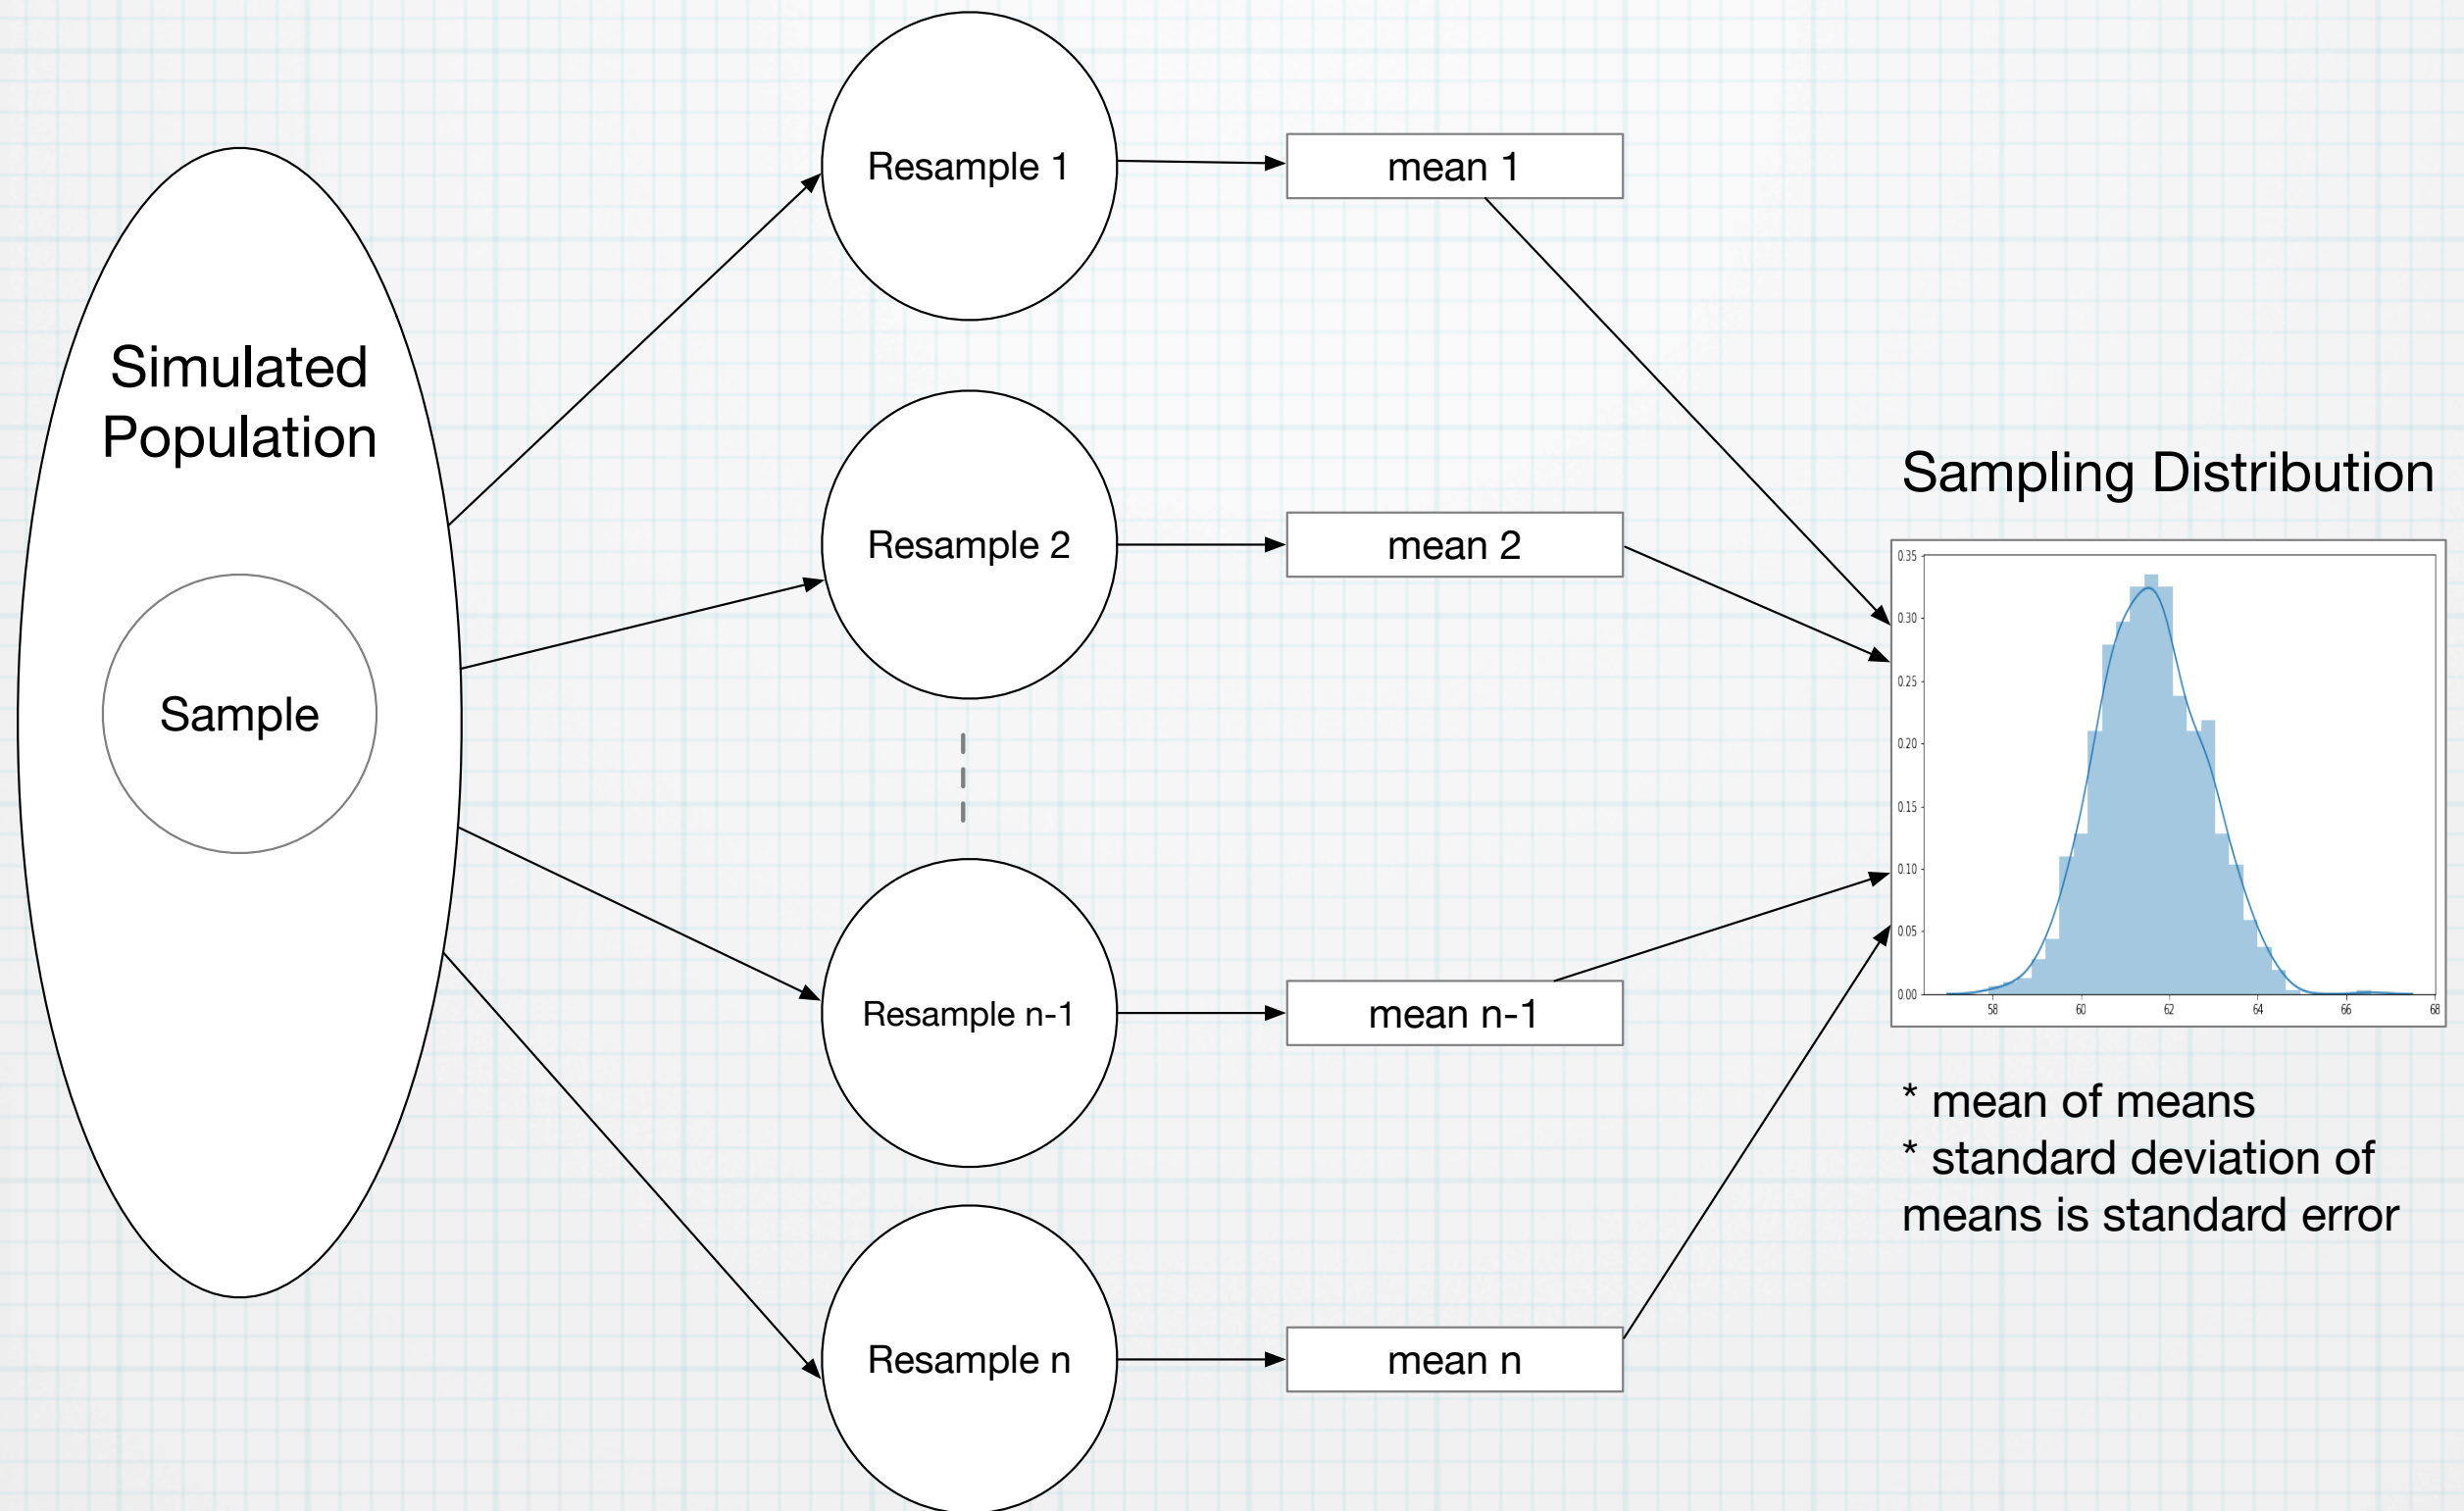 Simulated
Population
Sample
Resample 1
mean 1
Resample 2
mean 2
Resample n-1
mean n-1
Resample n
mean n
Sampling Distribution
0.35
0.30
0.25
0.20
0.15
0.10
0.05
0.00
58 60 62 64 66 68
* mean of means
* standard deviation of
means is standard error